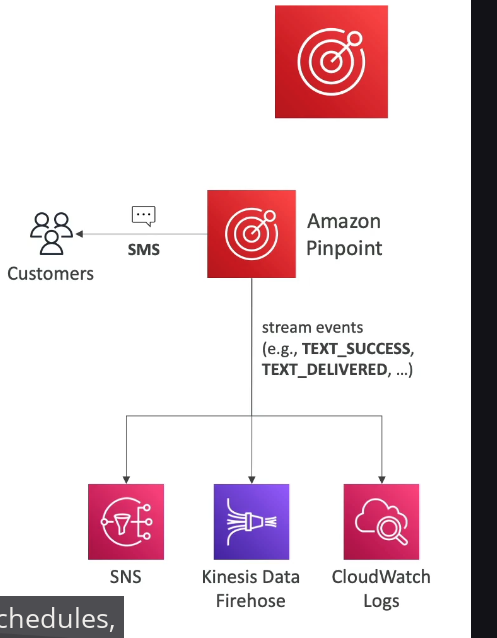 Amazon
Pinpoint
SMS
Customers
stream events
(e.g., TEXT_SUCCESS,
TEXT_DELIVERED, …)
SNS
Kinesis Data
Firehose
CloudWatch
Logs
chedules,